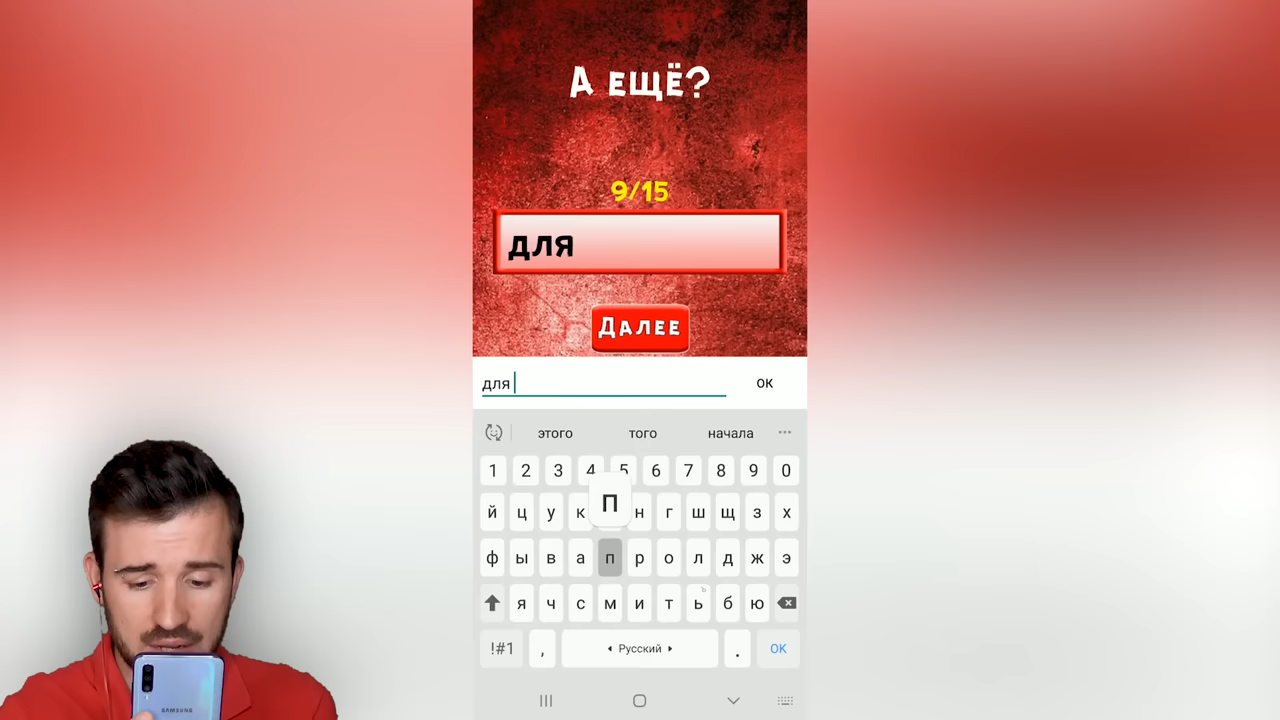 А ЕЩЁ?
9/15
для
Далее
для
ОК
этого того начала ...
1 2 3 4 5 6 7 8 9 0
П
й ц у к н г ш щ з х
ф ы в а п р о л д ж э
ъ
я ч с м и т ь б ю
!#1 , Русский . OK
SAMSUNG